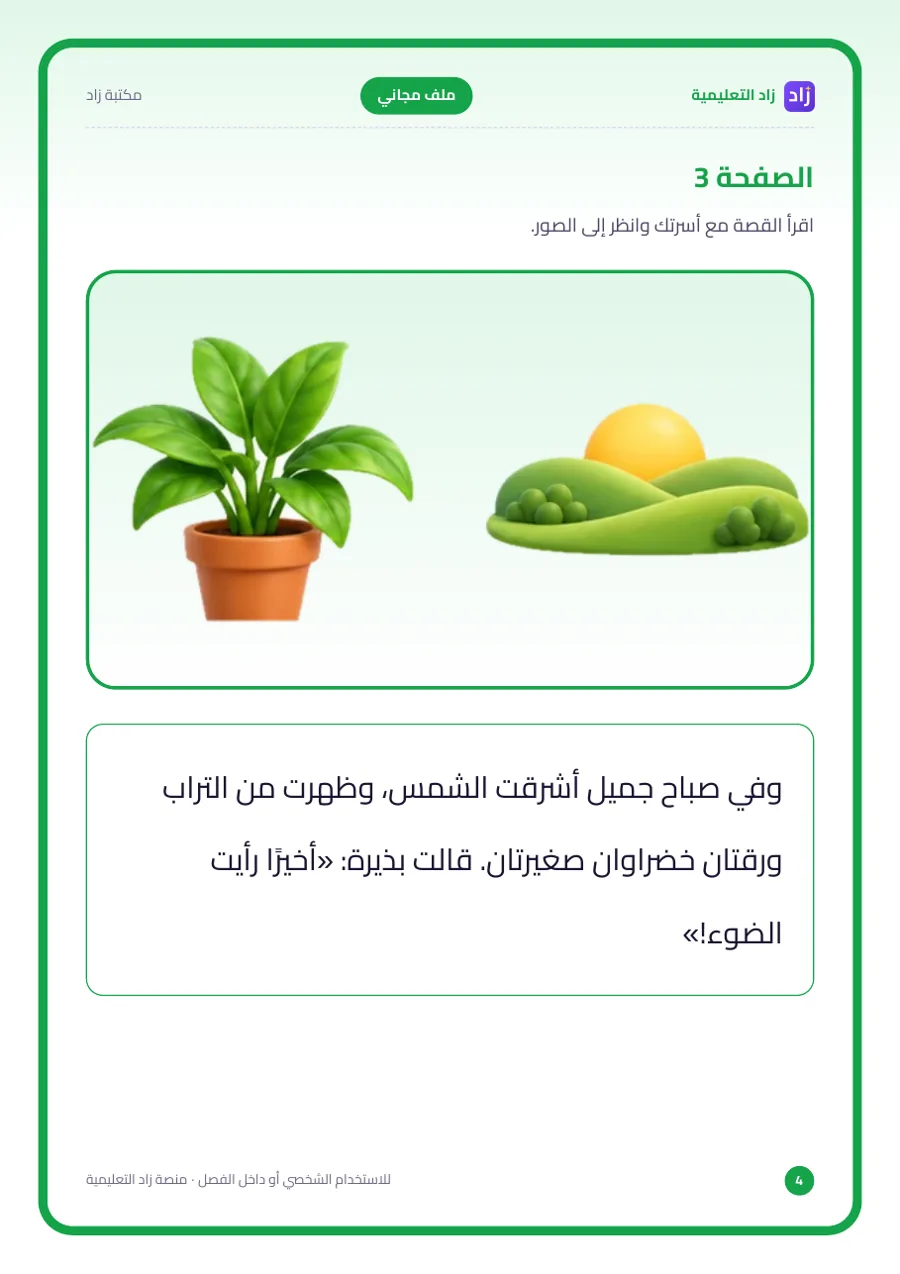 زاد
زاد التعليمية
ملف مجاني
مكتبة زاد
الصفحة 3
اقرأ القصة مع أسرتك وانظر إلى الصور.
وفي صباح جميل أشرقت الشمس، وظهرت من التراب
ورقتان خضراوان صغيرتان. قالت بذيرة: «أخيرًا رأيت
الضوء!»
4
للاستخدام الشخصي أو داخل الفصل · منصة زاد التعليمية